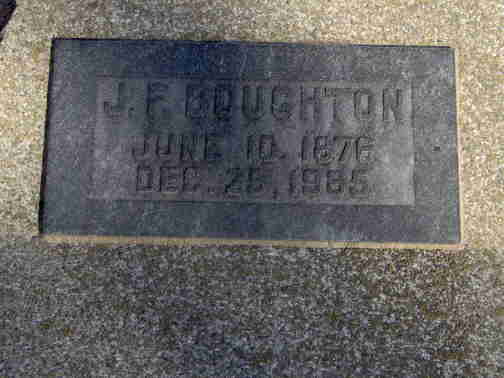 J. F. BOUGHTON
JUNE 10, 1876
DEC. 25, 1965